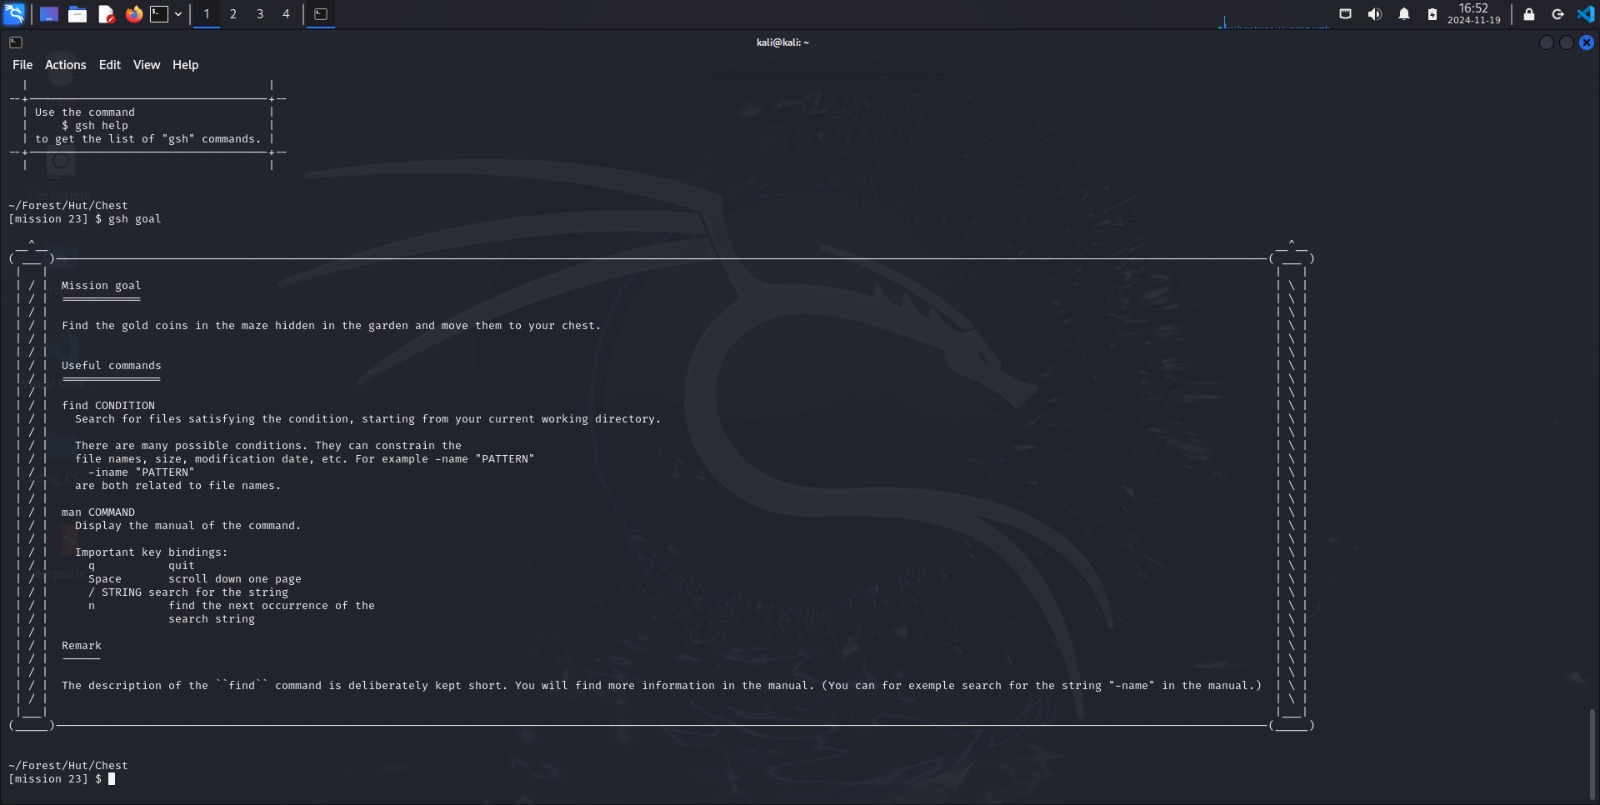 1 2 3 4
16:52
2024-11-19
kali@kali: ~
File Actions Edit View Help
Use the command
$ gsh help
to get the list of "gsh" commands.
~/Forest/Hut/Chest
[mission 23] $ gsh goal
Mission goal
Find the gold coins in the maze hidden in the garden and move them to your chest.
Useful commands
find CONDITION
Search for files satisfying the condition, starting from your current working directory.
There are many possible conditions. They can constrain the
file names, size, modification date, etc. For example -name "PATTERN"
-iname "PATTERN"
are both related to file names.
man COMMAND
Display the manual of the command.
Important key bindings:
q quit
Space scroll down one page
/ STRING search for the string
n find the next occurrence of the
search string
Remark
The description of the ``find`` command is deliberately kept short. You will find more information in the manual. (You can for exemple search for the string "-name" in the manual.)
~/Forest/Hut/Chest
[mission 23] $